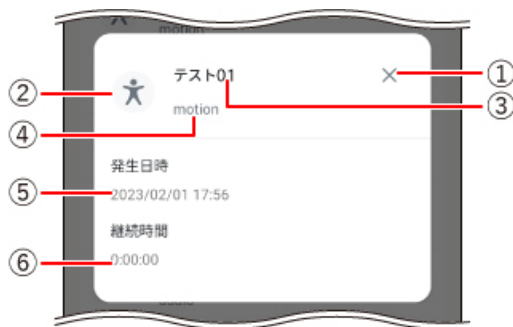 motion
①
テスト01
②
③
motion
④
発生日時
⑤
2023/02/01 17:56
継続時間
⑥
0:00:00
audio